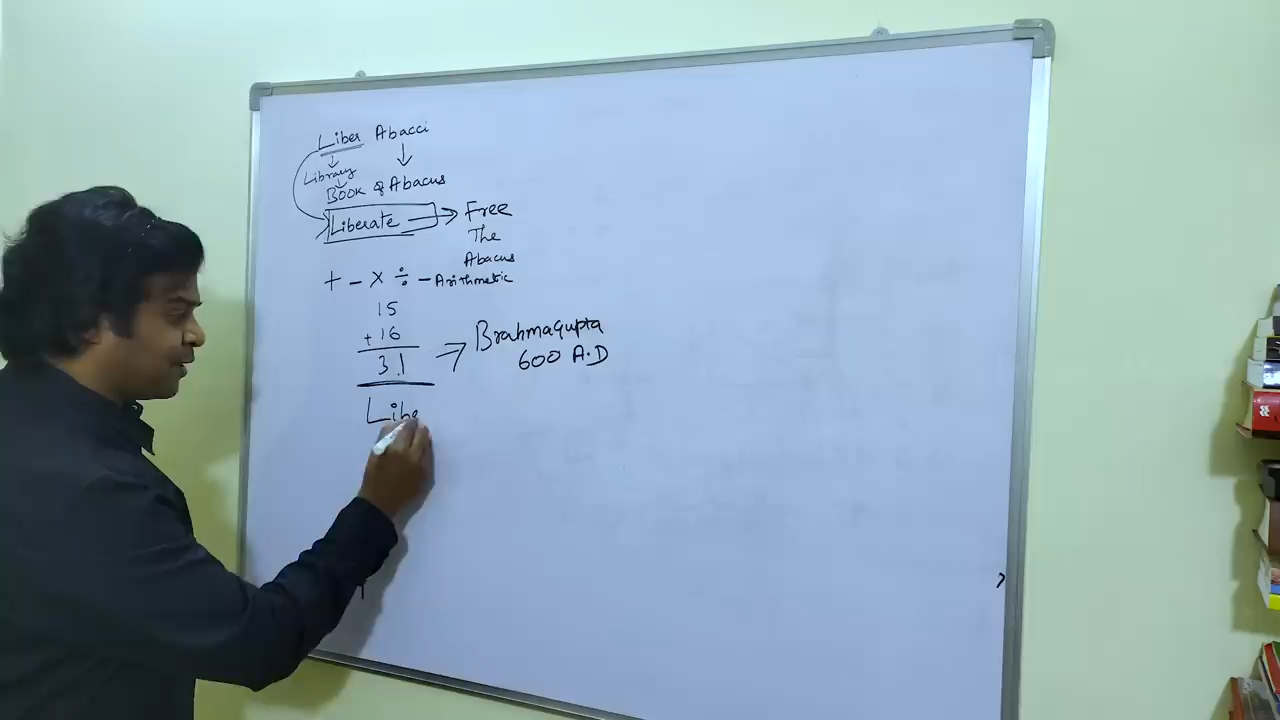 Liber Abacci
Library
BOOK of Abacus
Liberate → Free
The
Abacus
+ - × ÷ - Arithmetic
15
+16
31
→ Brahmagupta
600 A.D
Libe